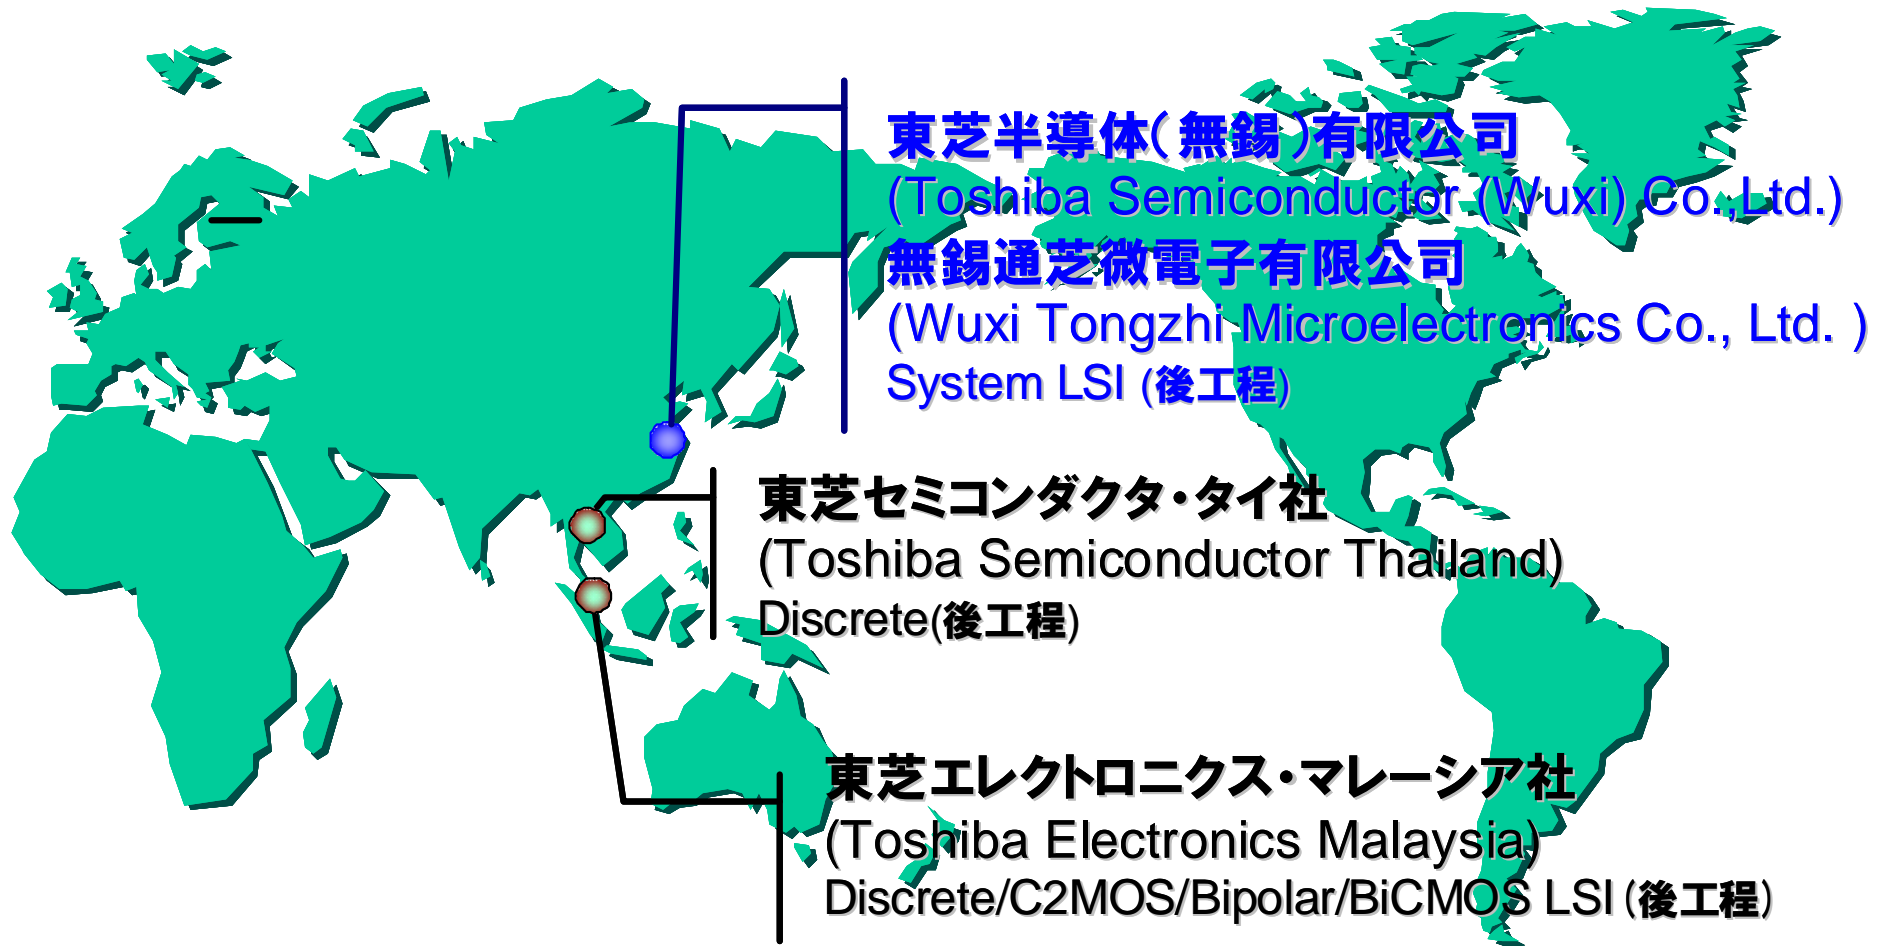 東芝半導体(無錫)有限公司
(Toshiba Semiconductor (Wuxi) Co.,Ltd.)
無錫通芝微電子有限公司
(Wuxi Tongzhi Microelectronics Co., Ltd. )
System LSI (後工程)
東芝セミコンダクタ・タイ社
(Toshiba Semiconductor Thailand)
Discrete(後工程)
東芝エレクトロニクス・マレーシア社
(Toshiba Electronics Malaysia)
Discrete/C2MOS/Bipolar/BiCMOS LSI (後工程)